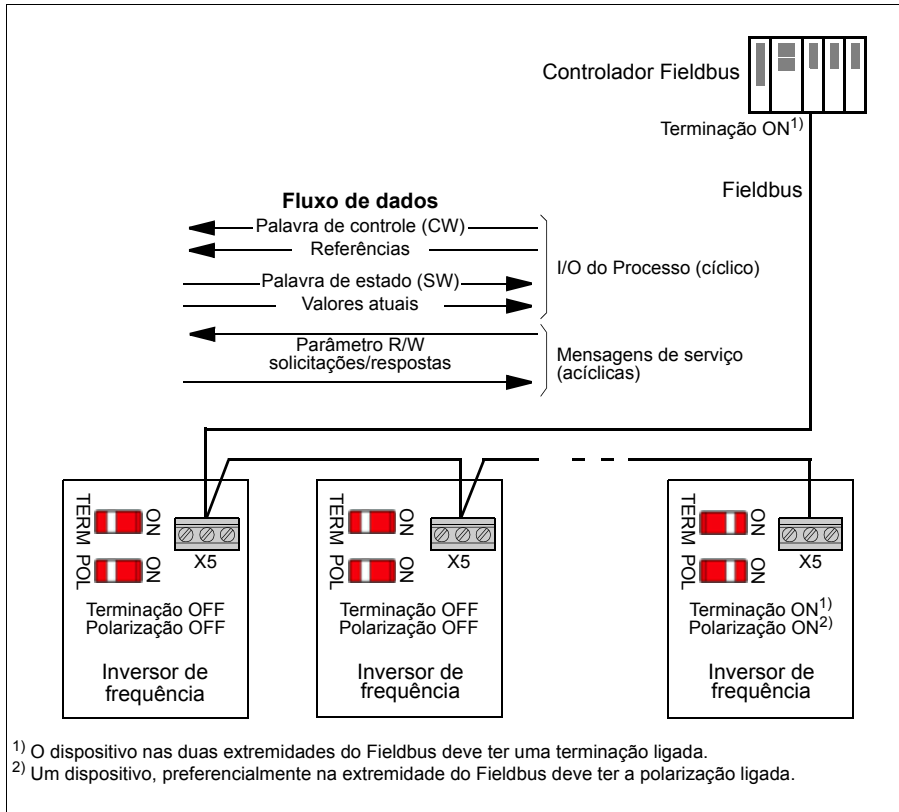 Controlador Fieldbus
Terminação ON1)
Fieldbus
Fluxo de dados
Palavra de controle (CW)
Referências
Palavra de estado (SW)
Valores atuais
I/O do Processo (cíclico)
Parâmetro R/W
solicitações/respostas
Mensagens de serviço
(acíclicas)
TERM
ON
POL
ON
X5
Terminação OFF
Polarização OFF
Inversor de
frequência
TERM
ON
POL
ON
X5
Terminação OFF
Polarização OFF
Inversor de
frequência
TERM
ON
POL
ON
X5
Terminação ON1)
Polarização ON2)
Inversor de
frequência
1) O dispositivo nas duas extremidades do Fieldbus deve ter uma terminação ligada.
2) Um dispositivo, preferencialmente na extremidade do Fieldbus deve ter a polarização ligada.